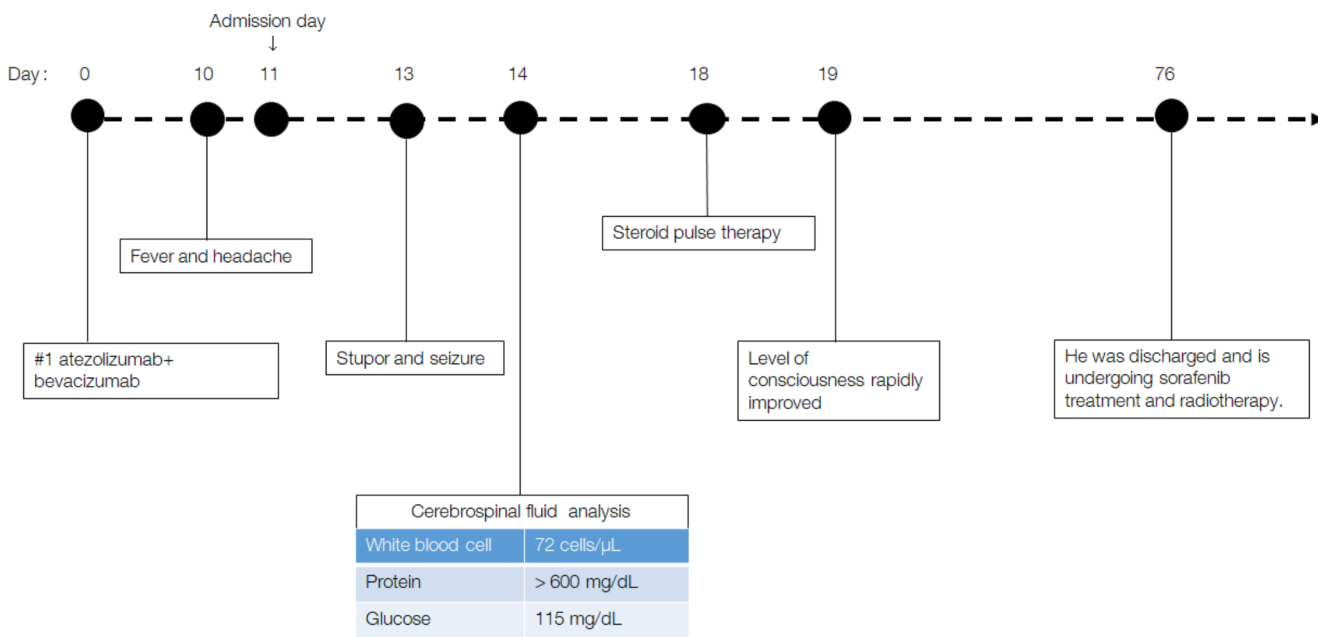 Admission day
↓
Day: 0 10 11 13 14 18 19 76
Steroid pulse therapy
Fever and headache
#1 atezolizumab+
bevacizumab
Stupor and seizure
Level of
consciousness rapidly
improved
He was discharged and is
undergoing sorafenib
treatment and radiotherapy.
Cerebrospinal fluid analysis
White blood cell 72 cells/μL
Protein > 600 mg/dL
Glucose 115 mg/dL